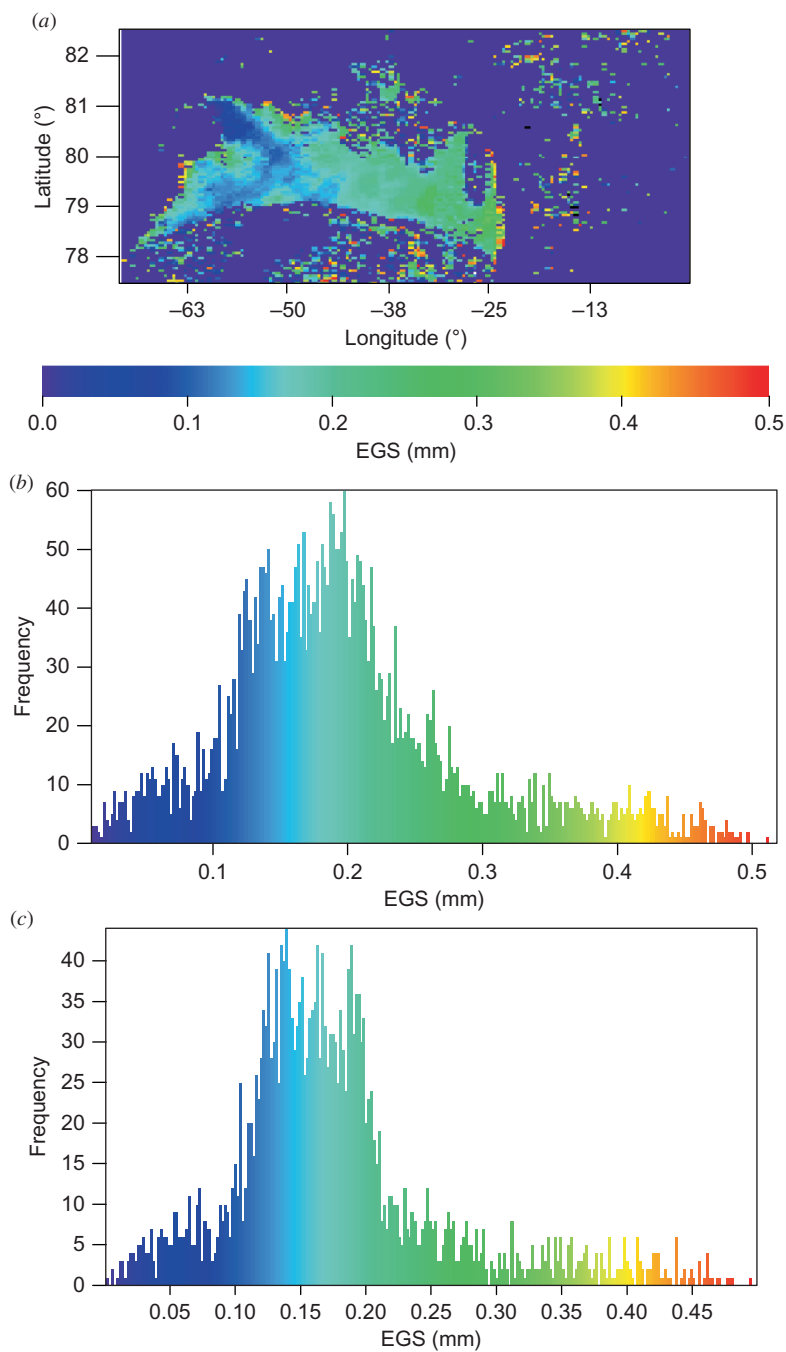 (a)
82
81
80
79
78
Latitude (°)
–63 –50 –38 –25 –13
Longitude (°)
0.0 0.1 0.2 0.3 0.4 0.5
EGS (mm)
(b)
60
50
40
30
20
10
0
Frequency
0.1 0.2 0.3 0.4 0.5
EGS (mm)
(c)
40
35
30
25
20
15
10
5
0
Frequency
0.05 0.10 0.15 0.20 0.25 0.30 0.35 0.40 0.45
EGS (mm)